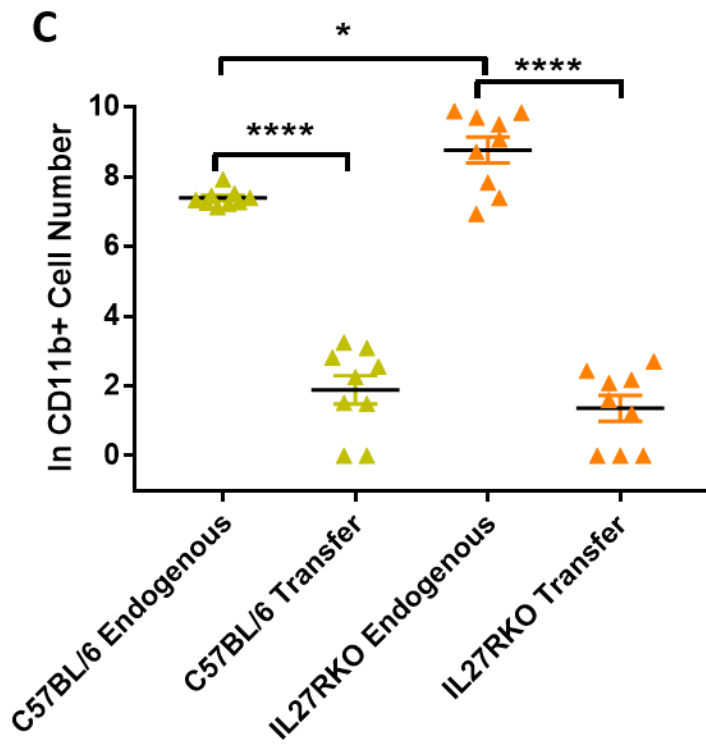 C
*
****
****
10
8
6
4
2
0
ln CD11b+ Cell Number
C57BL/6 Endogenous
C57BL/6 Transfer
IL27RKO Endogenous
IL27RKO Transfer